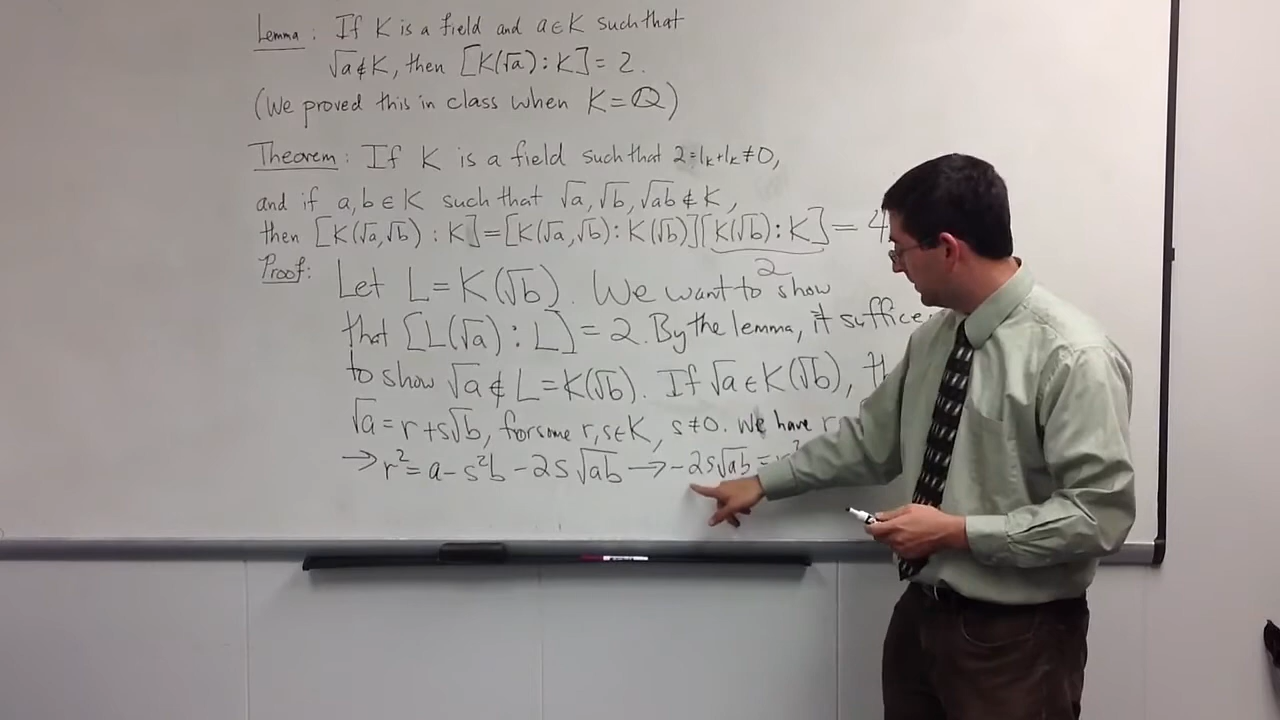 Lemma: If K is a field and a∈K such that
√a∉K, then [K(√a):K]=2.
(We proved this in class when K=ℚ)
Theorem: If K is a field such that 2=1ₖ+1ₖ≠0,
and if a,b∈K such that √a, √b, √ab∉K,
then [K(√a,√b):K]=[K(√a,√b):K(√b)][K(√b):K]=4
2
Proof: Let L=K(√b). We want to show
that [L(√a):L]=2. By the lemma, it suffice
to show √a∉L=K(√b). If √a∈K(√b), th
√a=r+s√b, for some r,s∈K, s≠0. We have r
→r²=a-s²b-2s√ab→-2s√ab=r²